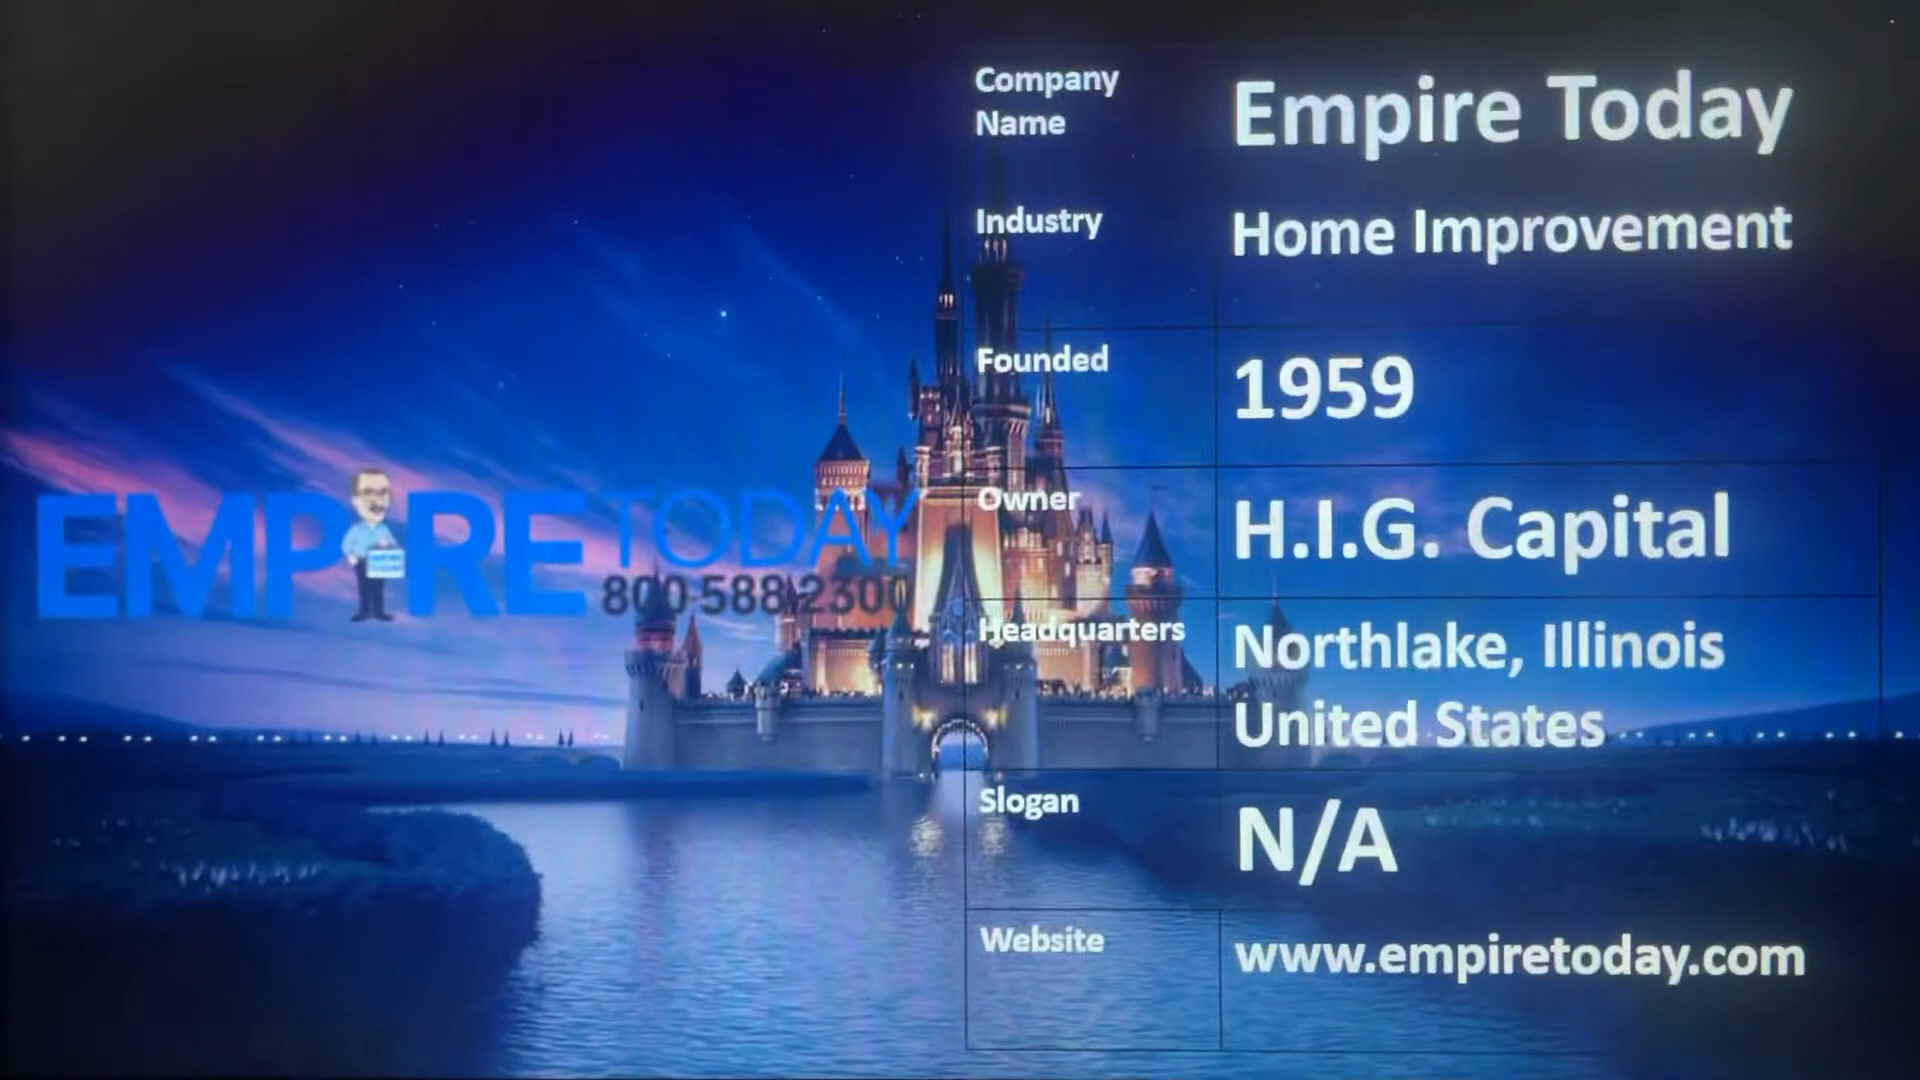 Company
Name
Empire Today
Industry
Home Improvement
Founded
1959
Owner
H.I.G. Capital
EMPIRE TODAY
800-588-2300
Headquarters
Northlake, Illinois
United States
Slogan
N/A
Website
www.empiretoday.com